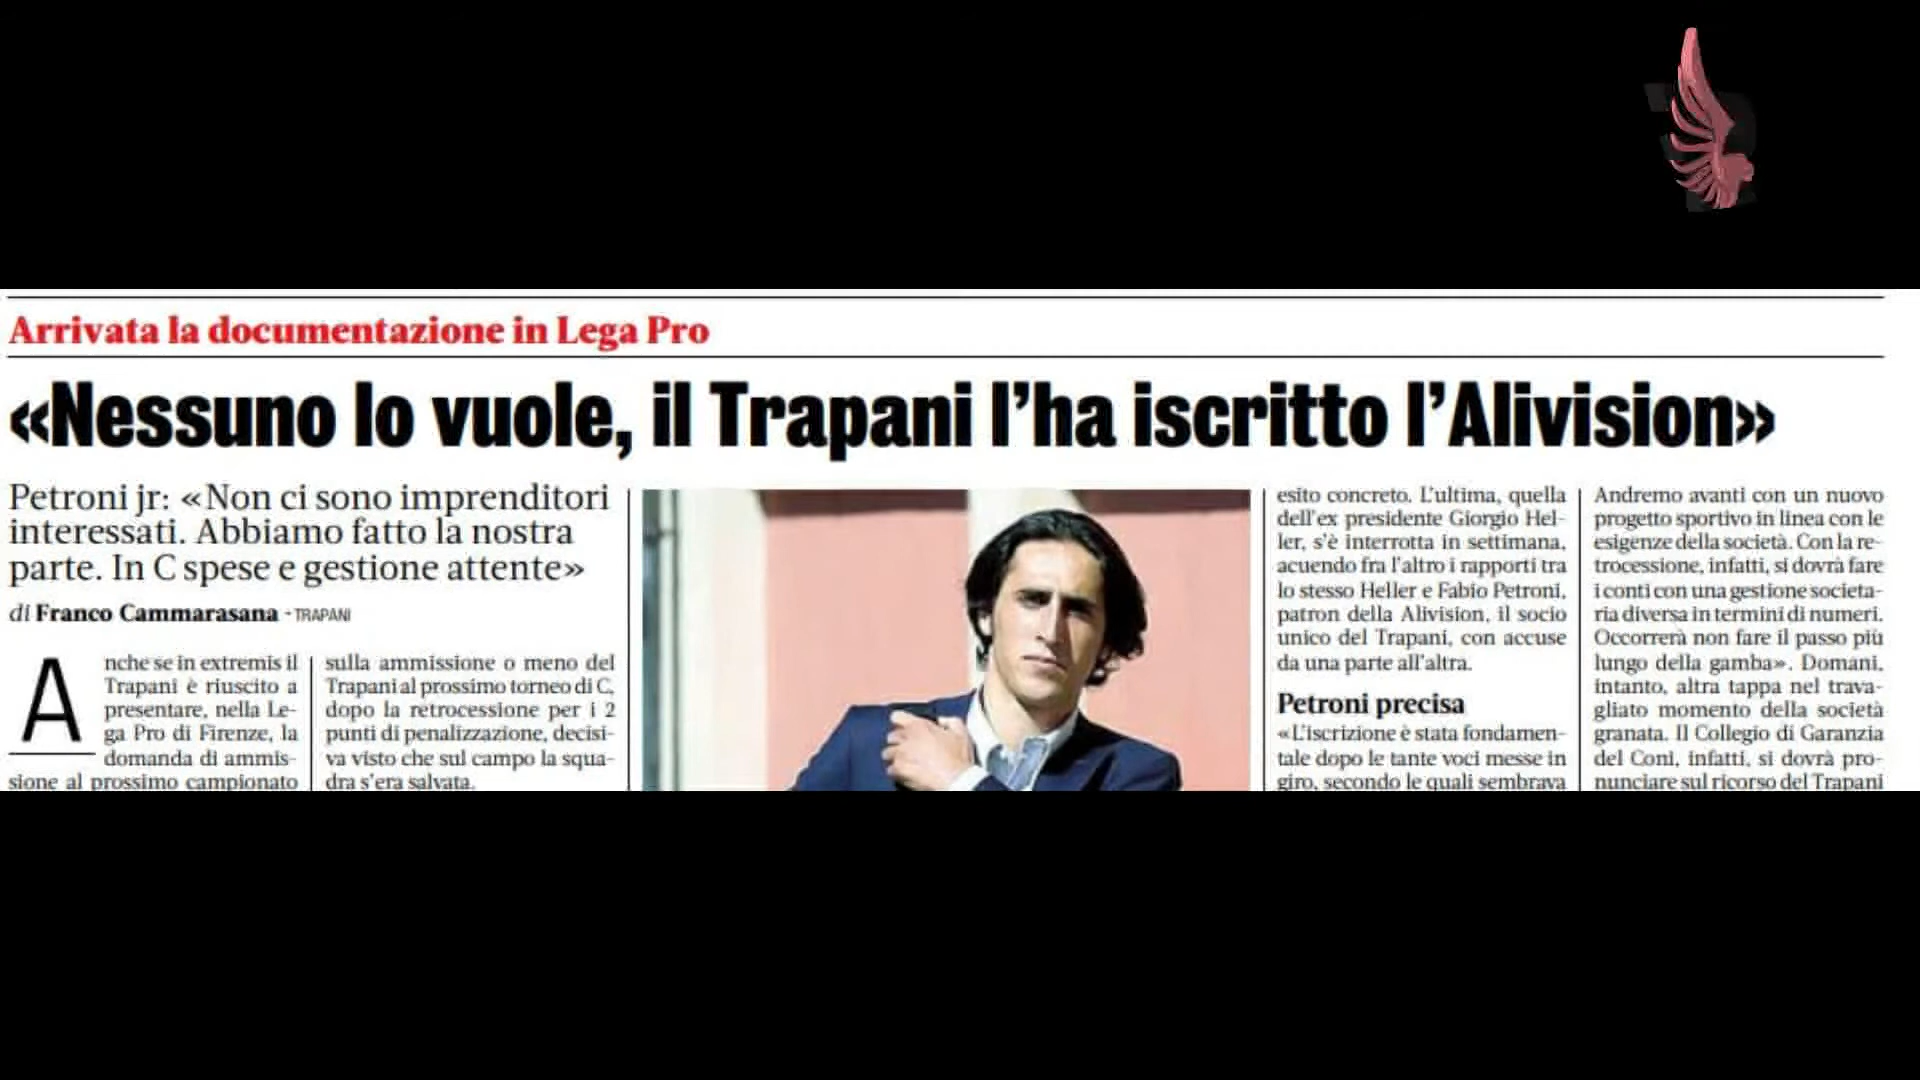 Arrivata la documentazione in Lega Pro
«Nessuno lo vuole, il Trapani l'ha iscritto l'Alivision»
Petroni jr: «Non ci sono imprenditori
interessati. Abbiamo fatto la nostra
parte. In C spese e gestione attente»
di Franco Cammarasana - TRAPANI
Anche se in extremis il
Trapani è riuscito a
presentare, nella Le-
ga Pro di Firenze, la
domanda di ammis-
sione al prossimo campionato
sulla ammissione o meno del
Trapani al prossimo torneo di C,
dopo la retrocessione per i 2
punti di penalizzazione, decisi-
va visto che sul campo la squa-
dra s'era salvata.
esito concreto. L'ultima, quella
dell'ex presidente Giorgio Hel-
ler, s'è interrotta in settimana,
acuendo fra l'altro i rapporti tra
lo stesso Heller e Fabio Petroni,
patron della Alivision, il socio
unico del Trapani, con accuse
da una parte all'altra.
Petroni precisa
«L'iscrizione è stata fondamen-
tale dopo le tante voci messe in
giro, secondo le quali sembrava
Andremo avanti con un nuovo
progetto sportivo in linea con le
esigenze della società. Con la re-
trocessione, infatti, si dovrà fare
i conti con una gestione societa-
ria diversa in termini di numeri.
Occorrerà non fare il passo più
lungo della gamba». Domani,
intanto, altra tappa nel trava-
gliato momento della società
granata. Il Collegio di Garanzia
del Coni, infatti, si dovrà pro-
nunciare sul ricorso del Trapani